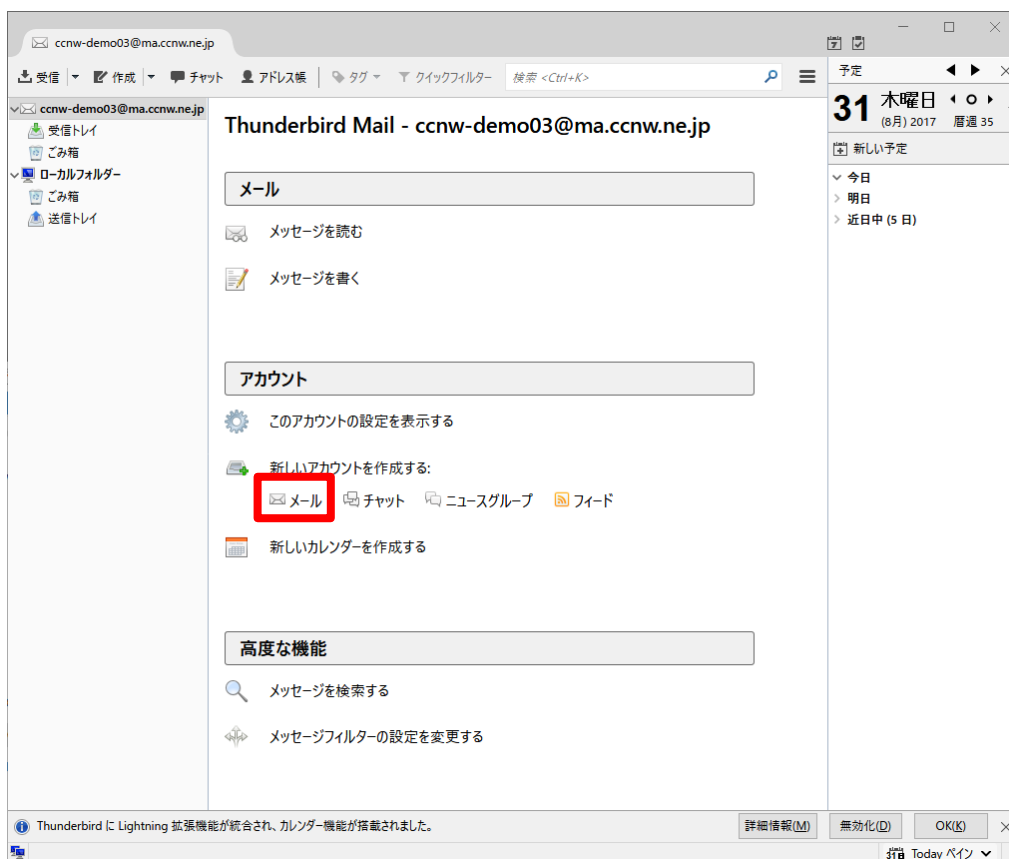 ccnw-demo03@ma.ccnw.ne.jp
受信 作成 チャット アドレス帳 タグ クイックフィルター 検索 <Ctrl+K>
ccnw-demo03@ma.ccnw.ne.jp
受信トレイ
ごみ箱
ローカルフォルダー
ごみ箱
送信トレイ
Thunderbird Mail - ccnw-demo03@ma.ccnw.ne.jp
メール
メッセージを読む
メッセージを書く
アカウント
このアカウントの設定を表示する
新しいアカウントを作成する:
メール チャット ニュースグループ フィード
新しいカレンダーを作成する
高度な機能
メッセージを検索する
メッセージフィルターの設定を変更する
予定
31 木曜日
(8月) 2017 暦週 35
新しい予定
今日
明日
近日中 (5 日)
Thunderbird に Lightning 拡張機能が統合され、カレンダー機能が搭載されました。 詳細情報(M) 無効化(D) OK(K)
31 Today ペイン